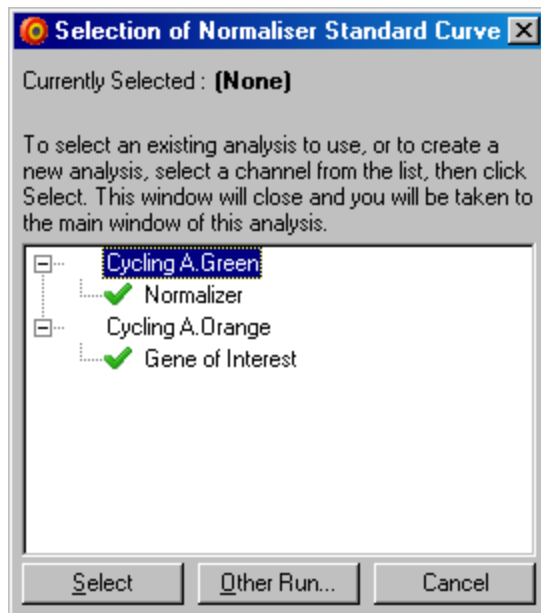 Selection of Normaliser Standard Curve
Currently Selected : (None)
To select an existing analysis to use, or to create a
new analysis, select a channel from the list, then click
Select. This window will close and you will be taken to
the main window of this analysis.
Cycling A.Green
Normalizer
Cycling A.Orange
Gene of Interest
Select Other Run... Cancel